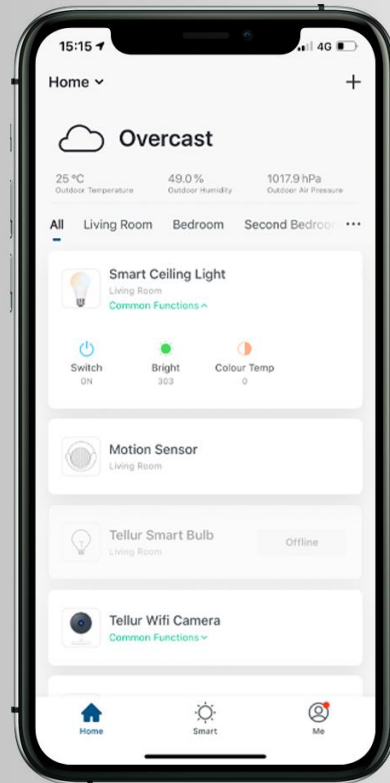 15:15
4G
Home
Overcast
25 °C
49.0%
1017.9 hPa
Outdoor Temperature
Outdoor Humidity
Outdoor Air Pressure
All Living Room Bedroom Second Bedroo
Smart Ceiling Light
Living Room
Common Functions
Switch
Bright
Colour Temp
ON
303
0
Motion Sensor
Living Room
Tellur Smart Bulb
Offline
Living Room
Tellur Wifi Camera
Common Functions
Home
Smart
Me